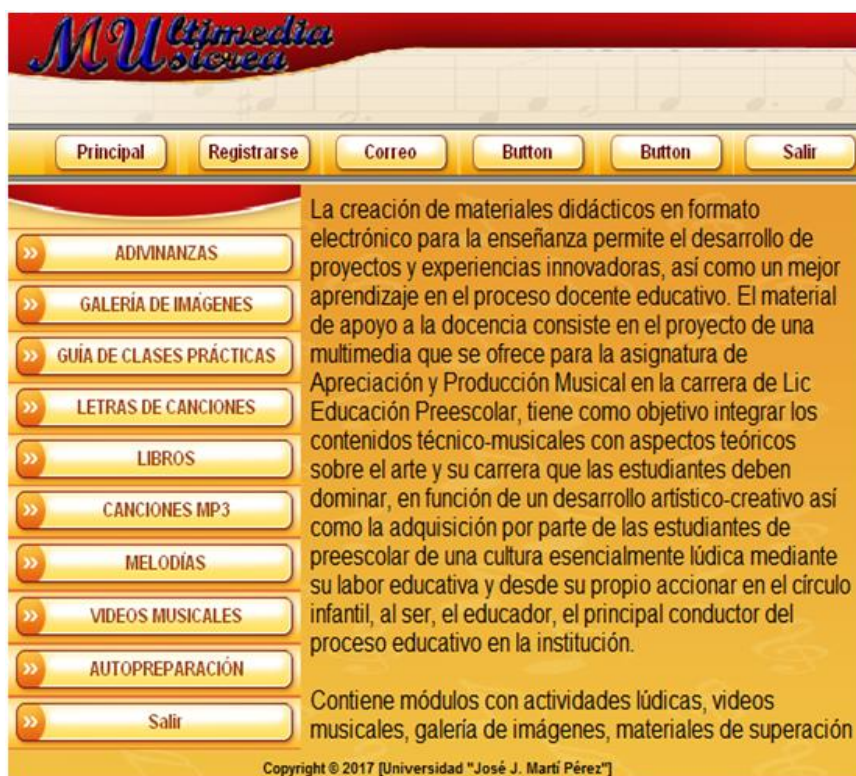 MUltimedia
MUsicrea
Principal Registrarse Correo Button Button Salir
ADIVINANZAS
GALERÍA DE IMÁGENES
GUÍA DE CLASES PRÁCTICAS
LETRAS DE CANCIONES
LIBROS
CANCIONES MP3
MELODÍAS
VIDEOS MUSICALES
AUTOPREPARACIÓN
Salir
La creación de materiales didácticos en formato
electrónico para la enseñanza permite el desarrollo de
proyectos y experiencias innovadoras, así como un mejor
aprendizaje en el proceso docente educativo. El material
de apoyo a la docencia consiste en el proyecto de una
multimedia que se ofrece para la asignatura de
Apreciación y Producción Musical en la carrera de Lic
Educación Preescolar, tiene como objetivo integrar los
contenidos técnico-musicales con aspectos teóricos
sobre el arte y su carrera que las estudiantes deben
dominar, en función de un desarrollo artístico-creativo así
como la adquisición por parte de las estudiantes de
preescolar de una cultura esencialmente lúdica mediante
su labor educativa y desde su propio accionar en el círculo
infantil, al ser, el educador, el principal conductor del
proceso educativo en la institución.
Contiene módulos con actividades lúdicas, videos
musicales, galería de imágenes, materiales de superación
Copyright © 2017 [Universidad "José J. Martí Pérez"]